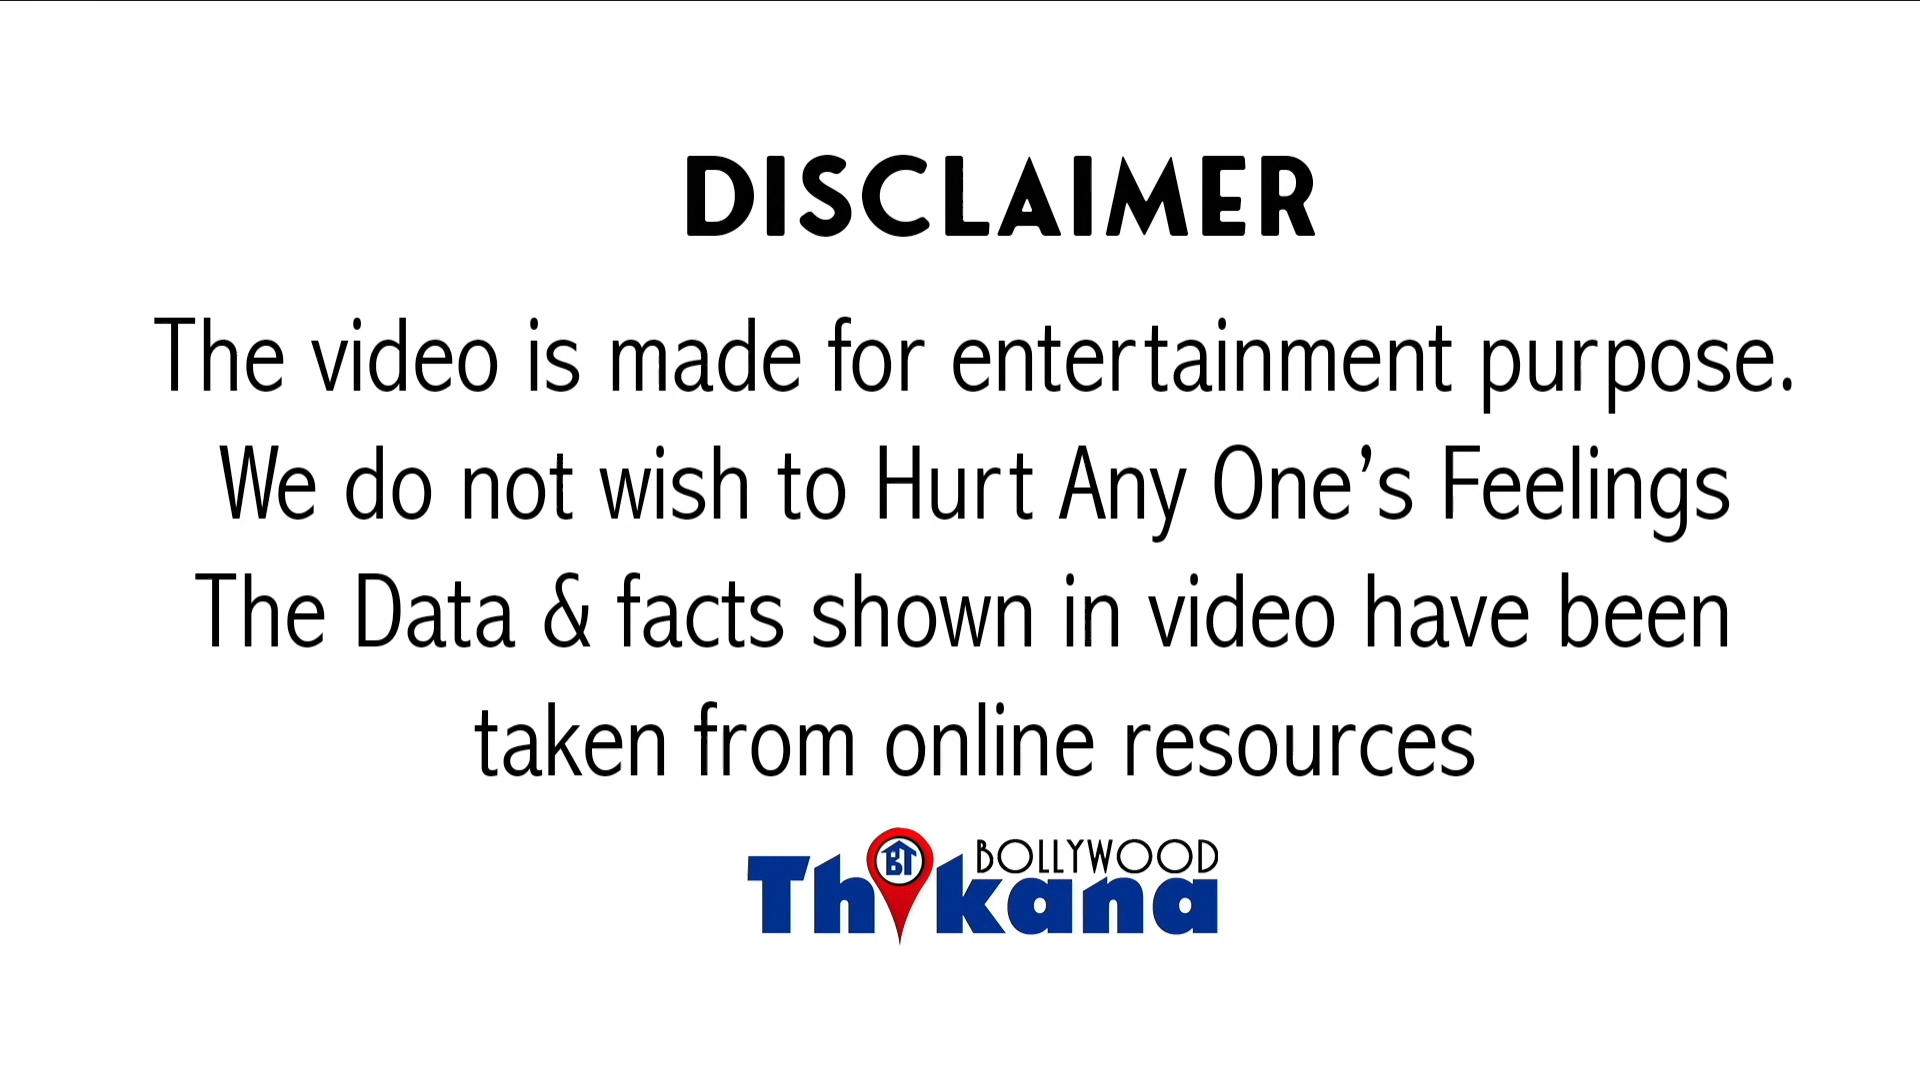 DISCLAIMER
The video is made for entertainment purpose.
We do not wish to Hurt Any One’s Feelings
The Data & facts shown in video have been
taken from online resources
BT BOLLYWOOD
Thikana